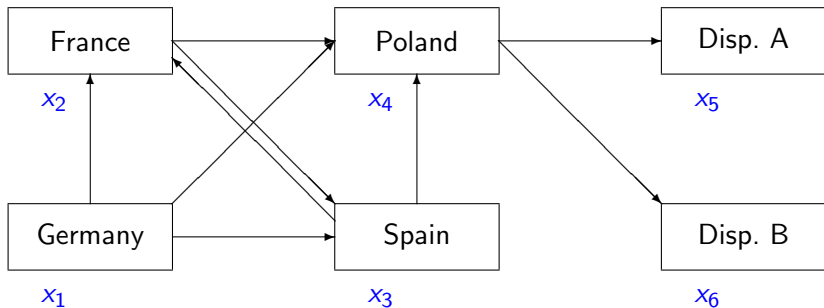 France Poland Disp. A
x2 x4 x5
Germany Spain Disp. B
x1 x3 x6